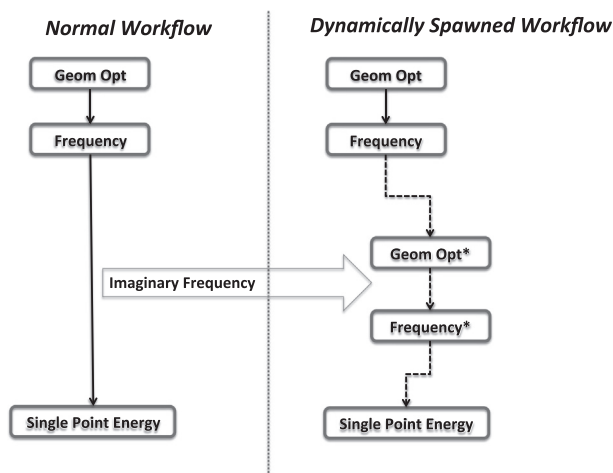 Normal Workflow
Geom Opt
Frequency
Single Point Energy
Imaginary Frequency
Dynamically Spawned Workflow
Geom Opt
Frequency
Geom Opt*
Frequency*
Single Point Energy